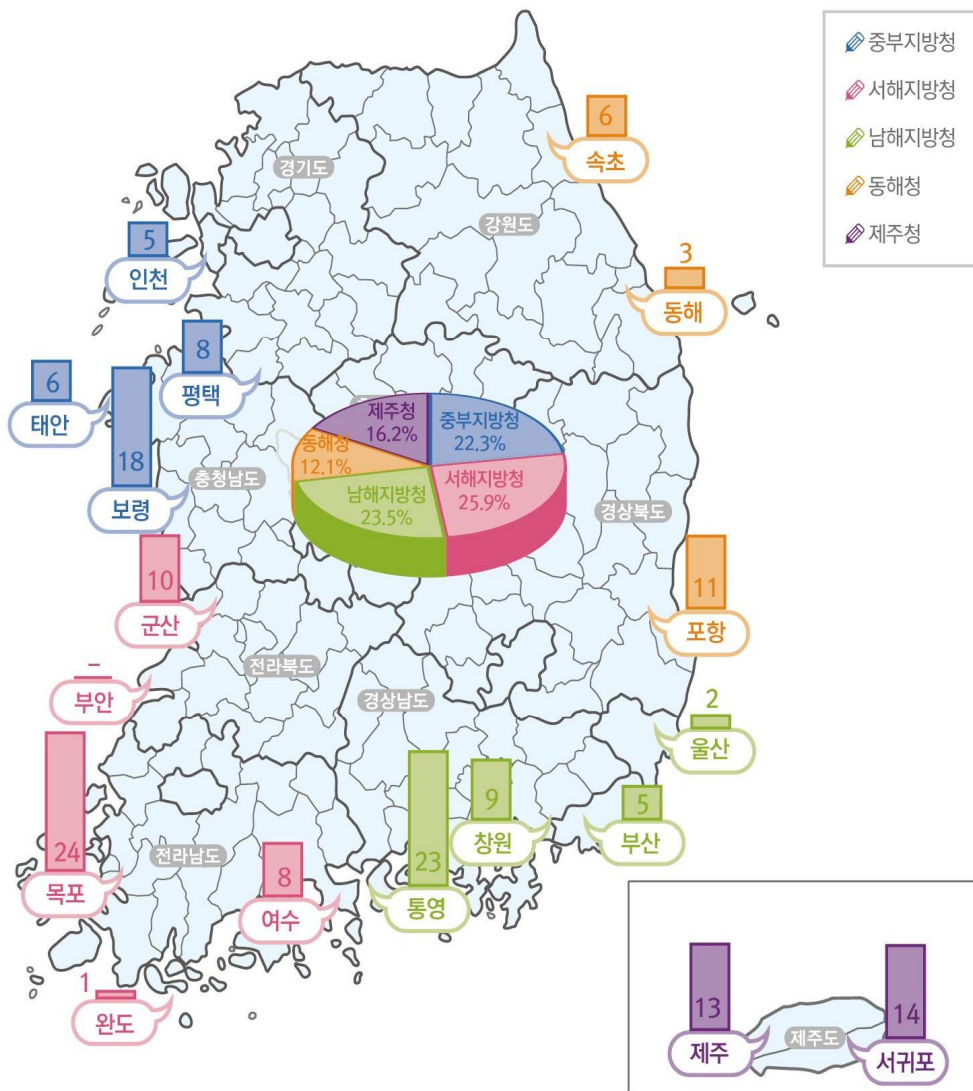 중부지방청
서해지방청
남해지방청
동해청
제주청
6
속초
경기도
강원도
5
인천
3
동해
8
평택
6
태안
18
보령
제주청
16.2%
중부지방청
22.3%
동해청
12.1%
서해지방청
25.9%
남해지방청
23.5%
충청남도
경상북도
10
군산
11
포항
전라북도
–
부안
경상남도
2
울산
24
목포
전라남도
8
여수
23
통영
9
창원
5
부산
1
완도
13
제주
제주도
14
서귀포